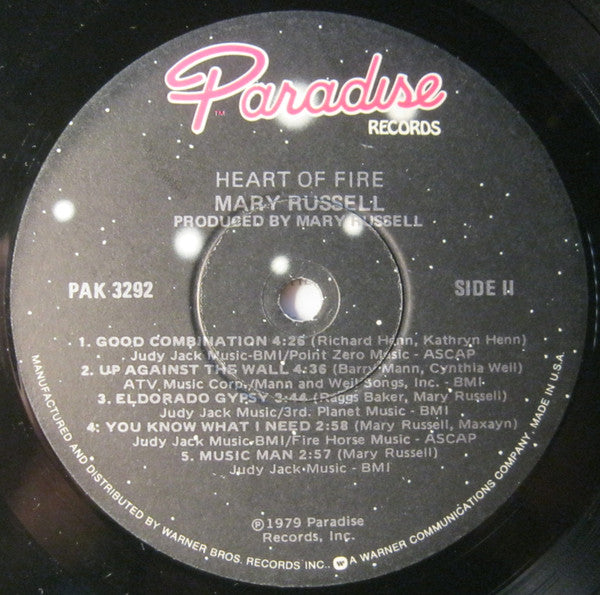 Paradise
TM
RECORDS
HEART OF FIRE
MARY RUSSELL
PRODUCED BY MARY RUSSELL
PAK 3292
SIDE II
1. GOOD COMBINATION 4:26 (Richard Henn, Kathryn Henn)
Judy Jack Music-BMI/Point Zero Music - ASCAP
2. UP AGAINST THE WALL 4:36 (Barry Mann, Cynthia Weil)
ATV Music Corp./Mann and Weil Songs, Inc. - BMI
3. ELDORADO GYPSY 3:44 (Raggs Baker, Mary Russell)
Judy Jack Music/3rd. Planet Music - BMI
4: YOU KNOW WHAT I NEED 2:58 (Mary Russell, Maxayn)
Judy Jack Music-BMI/Fire Horse Music - ASCAP
5. MUSIC MAN 2:57 (Mary Russell)
Judy Jack Music - BMI
℗1979 Paradise
Records, Inc.
MANUFACTURED AND DISTRIBUTED BY WARNER BROS. RECORDS INC., W A WARNER COMMUNICATIONS COMPANY, MADE IN U.S.A.